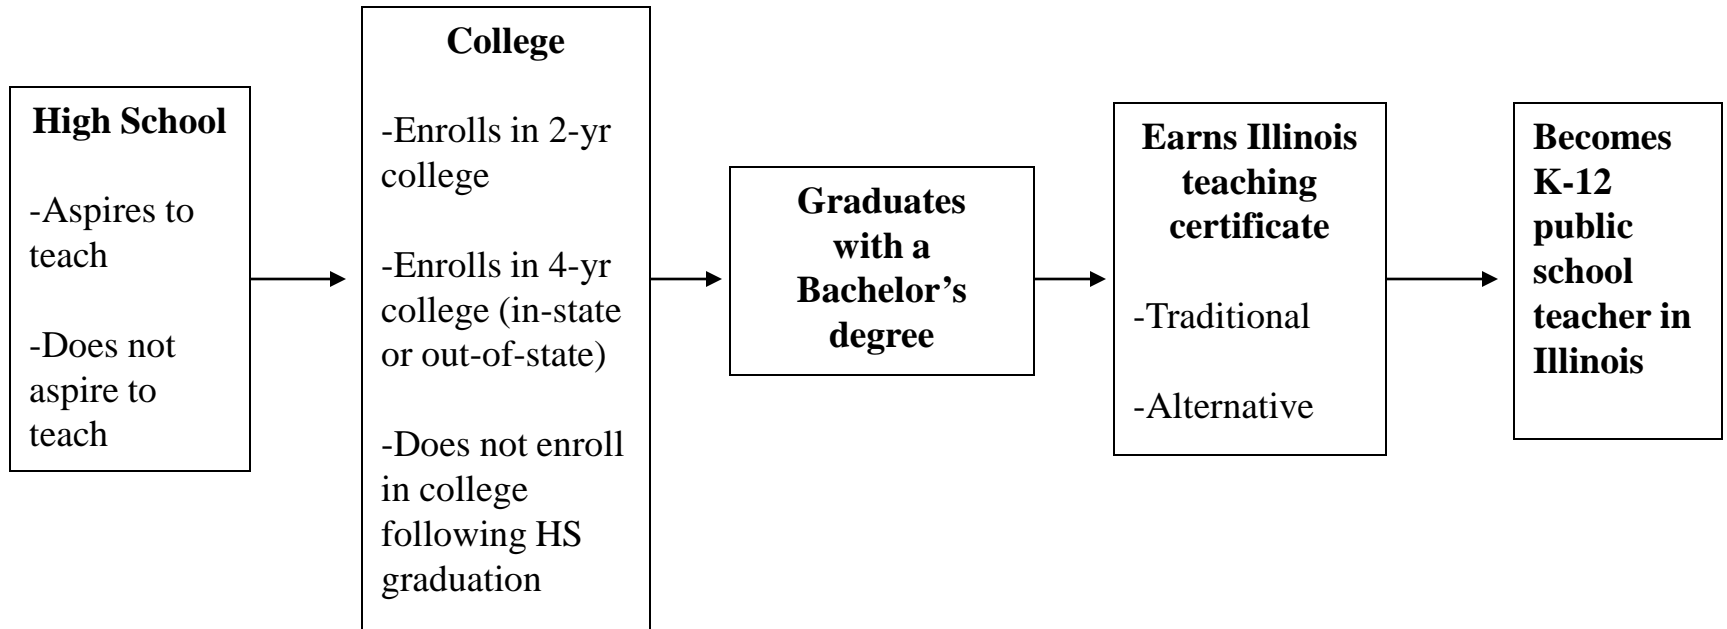 High School
-Aspires to
teach
-Does not
aspire to
teach
College
-Enrolls in 2-yr
college
-Enrolls in 4-yr
college (in-state
or out-of-state)
-Does not enroll
in college
following HS
graduation
Graduates
with a
Bachelor’s
degree
Earns Illinois
teaching
certificate
-Traditional
-Alternative
Becomes
K-12
public
school
teacher in
Illinois